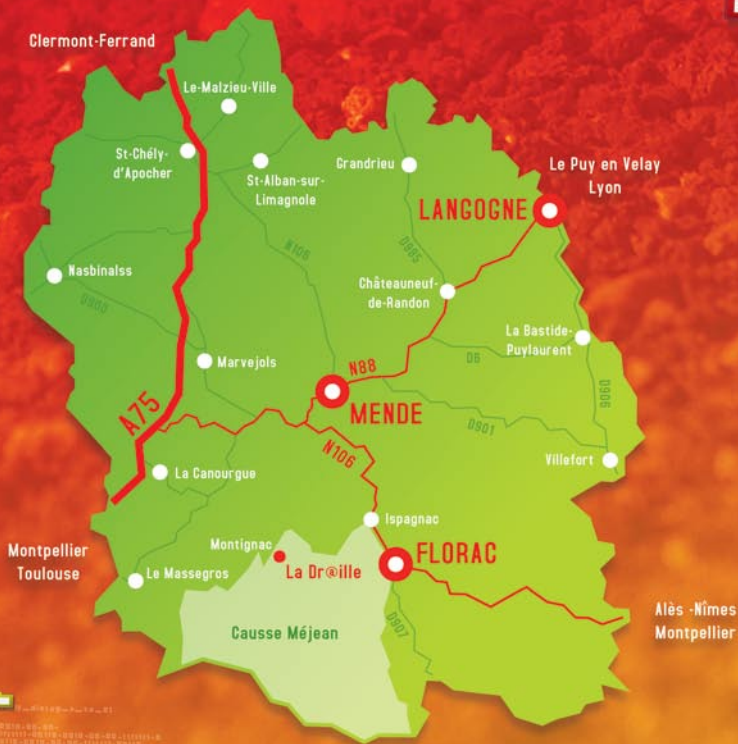 Clermont-Ferrand
Le-Malzieu-Ville
St-Chély-
d'Apocher
St-Alban-sur-
Limagnole
Grandrieu
Le Puy en Velay
Lyon
LANGOGNE
N106
D985
Nasbinalss
Châteauneuf-
de-Randon
D900
La Bastide-
Puylaurent
Marvejols
D6
N88
A75
MENDE
D906
D901
N106
La Canourgue
Villefort
Ispagnac
Montpellier
Toulouse
Montignac
FLORAC
Le Massegros
La Dr@ille
Alès -Nîmes
Montpellier
Causse Méjean
D907